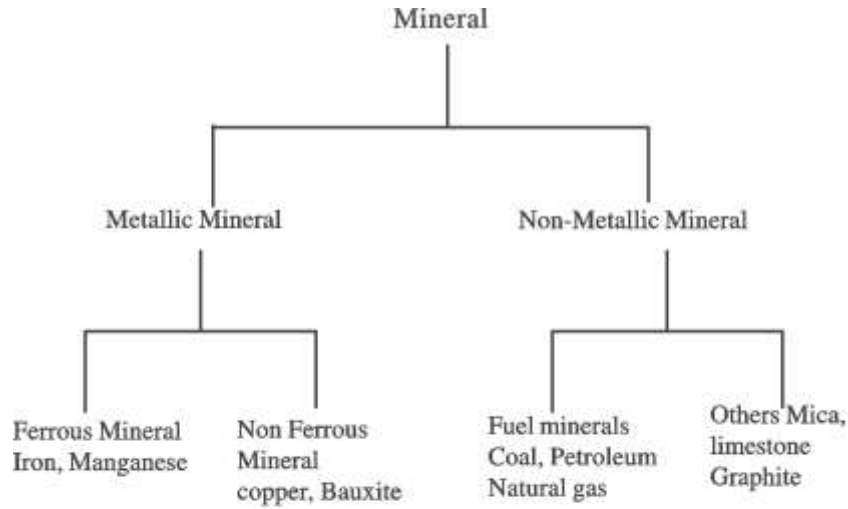 Mineral
Metallic Mineral
Non-Metallic Mineral
Ferrous Mineral
Iron, Manganese
Non Ferrous
Mineral
copper, Bauxite
Fuel minerals
Coal, Petroleum
Natural gas
Others Mica,
limestone
Graphite